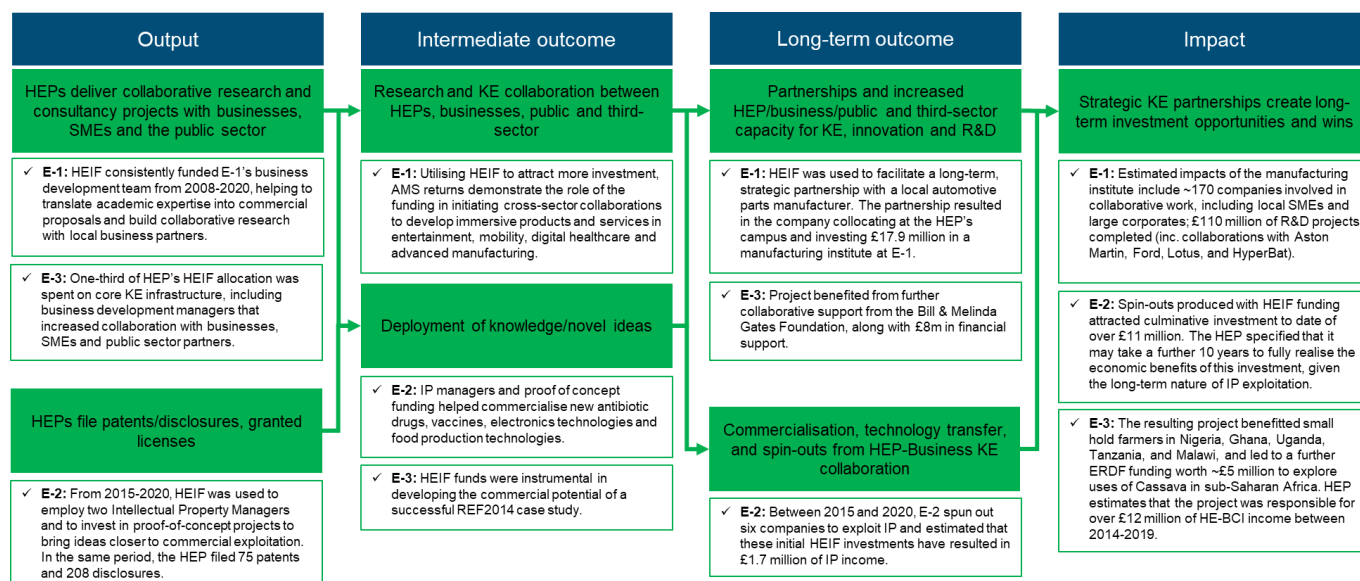 Output
HEPs deliver collaborative research and
consultancy projects with businesses,
SMEs and the public sector
✓ E-1: HEIF consistently funded E-1's business
development team from 2008-2020, helping to
translate academic expertise into commercial
proposals and build collaborative research
with local business partners.
✓ E-3: One-third of HEP's HEIF allocation was
spent on core KE infrastructure, including
business development managers that
increased collaboration with businesses,
SMEs and public sector partners.
HEPs file patents/disclosures, granted
licenses
✓ E-2: From 2015-2020, HEIF was used to
employ two Intellectual Property Managers
and to invest in proof-of-concept projects to
bring ideas closer to commercial exploitation.
In the same period, the HEP filed 75 patents
and 208 disclosures.
Intermediate outcome
Research and KE collaboration between
HEPs, businesses, public and third-
sector
✓ E-1: Utilising HEIF to attract more investment,
AMS returns demonstrate the role of the
funding in initiating cross-sector collaborations
to develop immersive products and services in
entertainment, mobility, digital healthcare and
advanced manufacturing.
Deployment of knowledge/novel ideas
✓ E-2: IP managers and proof of concept
funding helped commercialise new antibiotic
drugs, vaccines, electronics technologies and
food production technologies.
✓ E-3: HEIF funds were instrumental in
developing the commercial potential of a
successful REF2014 case study.
Long-term outcome
Partnerships and increased
HEP/business/public and third-sector
capacity for KE, innovation and R&D
✓ E-1: HEIF was used to facilitate a long-term,
strategic partnership with a local automotive
parts manufacturer. The partnership resulted
in the company collocating at the HEP's
campus and investing £17.9 million in a
manufacturing institute at E-1.
✓ E-3: Project benefited from further
collaborative support from the Bill & Melinda
Gates Foundation, along with £8m in financial
support.
Commercialisation, technology transfer,
and spin-outs from HEP-Business KE
collaboration
✓ E-2: Between 2015 and 2020, E-2 spun out
six companies to exploit IP and estimated that
these initial HEIF investments have resulted in
£1.7 million of IP income.
Impact
Strategic KE partnerships create long-
term investment opportunities and wins
✓ E-1: Estimated impacts of the manufacturing
institute include ~170 companies involved in
collaborative work, including local SMEs and
large corporates; £110 million of R&D projects
completed (inc. collaborations with Aston
Martin, Ford, Lotus, and HyperBat).
✓ E-2: Spin-outs produced with HEIF funding
attracted culminative investment to date of
over £11 million. The HEP specified that it
may take a further 10 years to fully realise the
economic benefits of this investment, given
the long-term nature of IP exploitation.
✓ E-3: The resulting project benefitted small
hold farmers in Nigeria, Ghana, Uganda,
Tanzania, and Malawi, and led to a further
ERDF funding worth ~£5 million to explore
uses of Cassava in sub-Saharan Africa. HEP
estimates that the project was responsible for
over £12 million of HE-BCI income between
2014-2019.